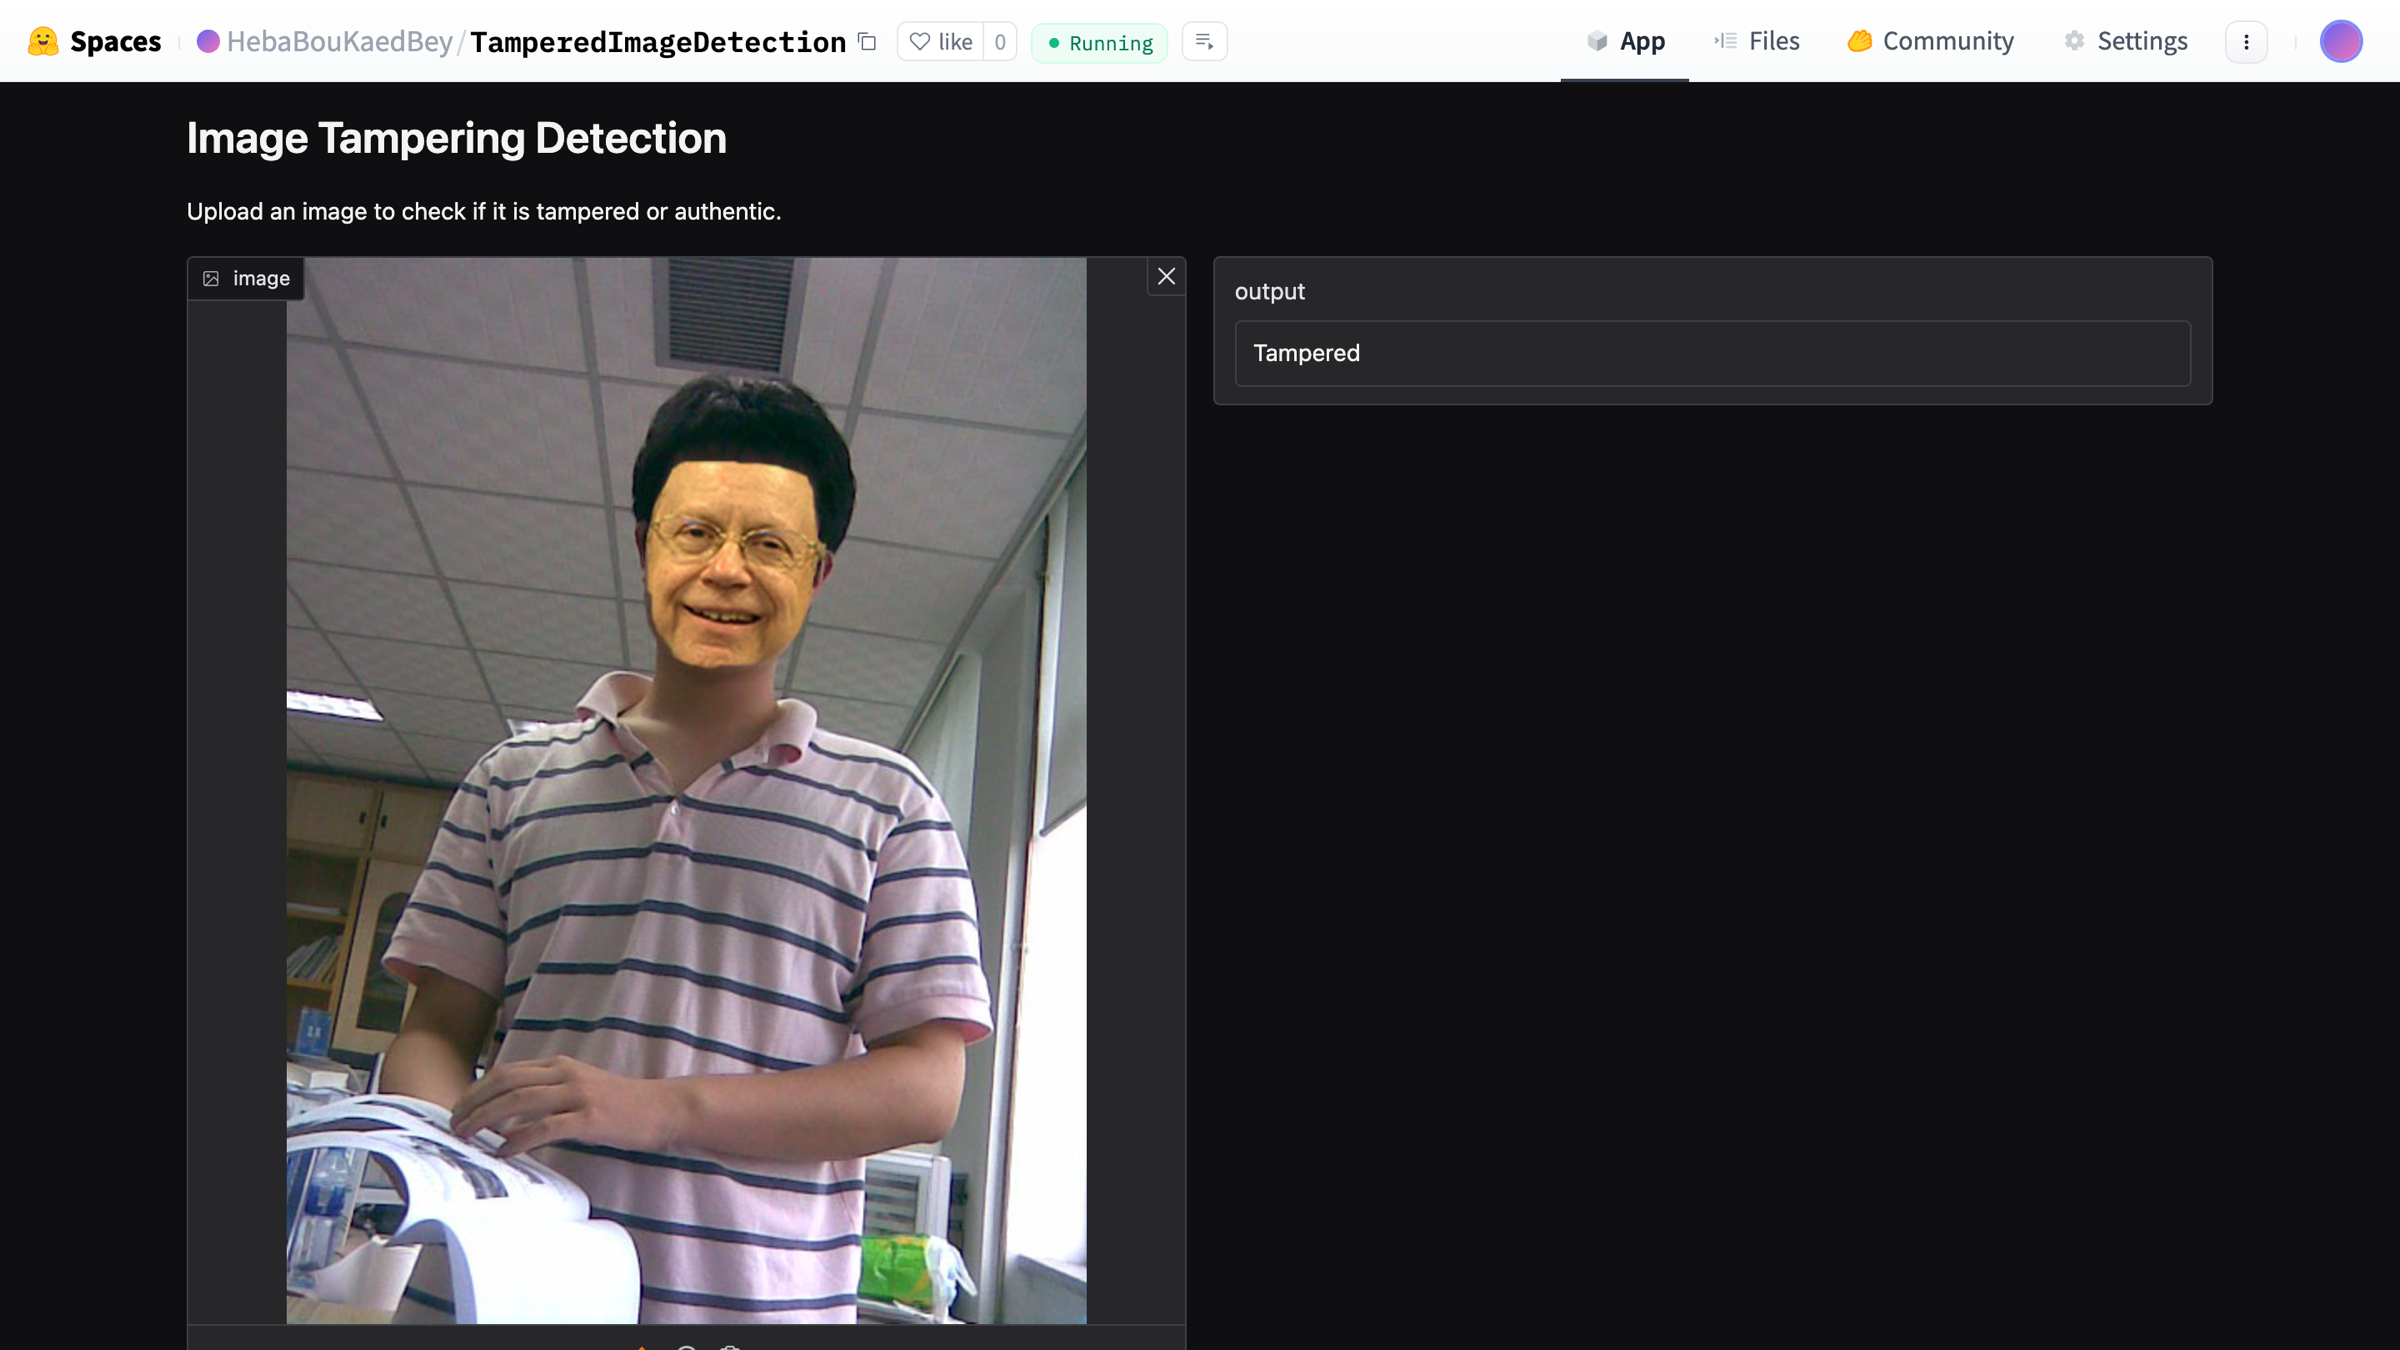 Spaces
HebaBouKaedBey/TamperedImageDetection
like 0
Running
App
Files
Community
Settings
Image Tampering Detection
Upload an image to check if it is tampered or authentic.
image
output
Tampered